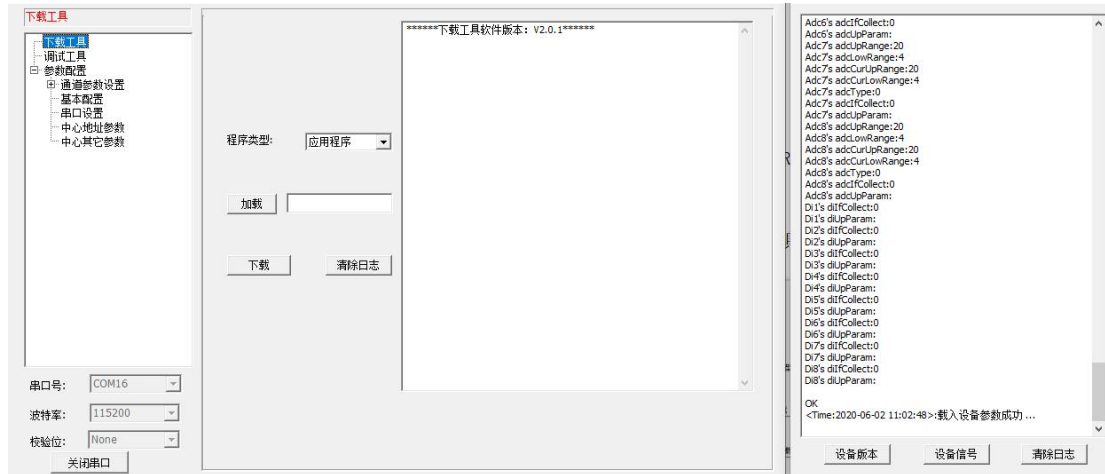 下载工具
下载工具
调试工具
参数配置
通道参数设置
基本配置
串口设置
中心地址参数
中心其它参数
串口号:
COM16
波特率:
115200
校验位:
None
关闭串口
程序类型:
应用程序
加载
下载
清除日志
******下载工具软件版本: V2.0.1******
Adc6's adcIfCollect:0
Adc6's adcUpParam:
Adc7's adcUpRange:20
Adc7's adcLowRange:4
Adc7's adcCurUpRange:20
Adc7's adcCurLowRange:4
Adc7's adcType:0
Adc7's adcIfCollect:0
Adc7's adcUpParam:
Adc8's adcUpRange:20
Adc8's adcLowRange:4
Adc8's adcCurUpRange:20
Adc8's adcCurLowRange:4
Adc8's adcType:0
Adc8's adcIfCollect:0
Adc8's adcUpParam:
Di1's diIfCollect:0
Di1's diUpParam:
Di2's diIfCollect:0
Di2's diUpParam:
Di3's diIfCollect:0
Di3's diUpParam:
Di4's diIfCollect:0
Di4's diUpParam:
Di5's diIfCollect:0
Di5's diUpParam:
Di6's diIfCollect:0
Di6's diUpParam:
Di7's diIfCollect:0
Di7's diUpParam:
Di8's diIfCollect:0
Di8's diUpParam:
OK
<Time:2020-06-02 11:02:48>:载入设备参数成功 ...
设备版本
设备信号
清除日志